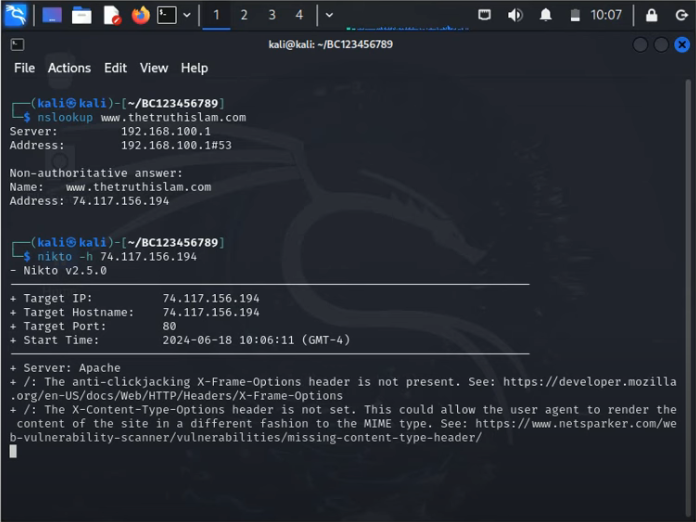 1 2 3 4 10:07
kali@kali: ~/BC123456789
File Actions Edit View Help
┌──(kali㉿kali)-[~/BC123456789]
└─$ nslookup www.thetruthislam.com
Server: 192.168.100.1
Address: 192.168.100.1#53
Non-authoritative answer:
Name: www.thetruthislam.com
Address: 74.117.156.194
┌──(kali㉿kali)-[~/BC123456789]
└─$ nikto -h 74.117.156.194
- Nikto v2.5.0
+ Target IP: 74.117.156.194
+ Target Hostname: 74.117.156.194
+ Target Port: 80
+ Start Time: 2024-06-18 10:06:11 (GMT-4)
+ Server: Apache
+ /: The anti-clickjacking X-Frame-Options header is not present. See: https://developer.mozilla
.org/en-US/docs/Web/HTTP/Headers/X-Frame-Options
+ /: The X-Content-Type-Options header is not set. This could allow the user agent to render the
content of the site in a different fashion to the MIME type. See: https://www.netsparker.com/we
b-vulnerability-scanner/vulnerabilities/missing-content-type-header/